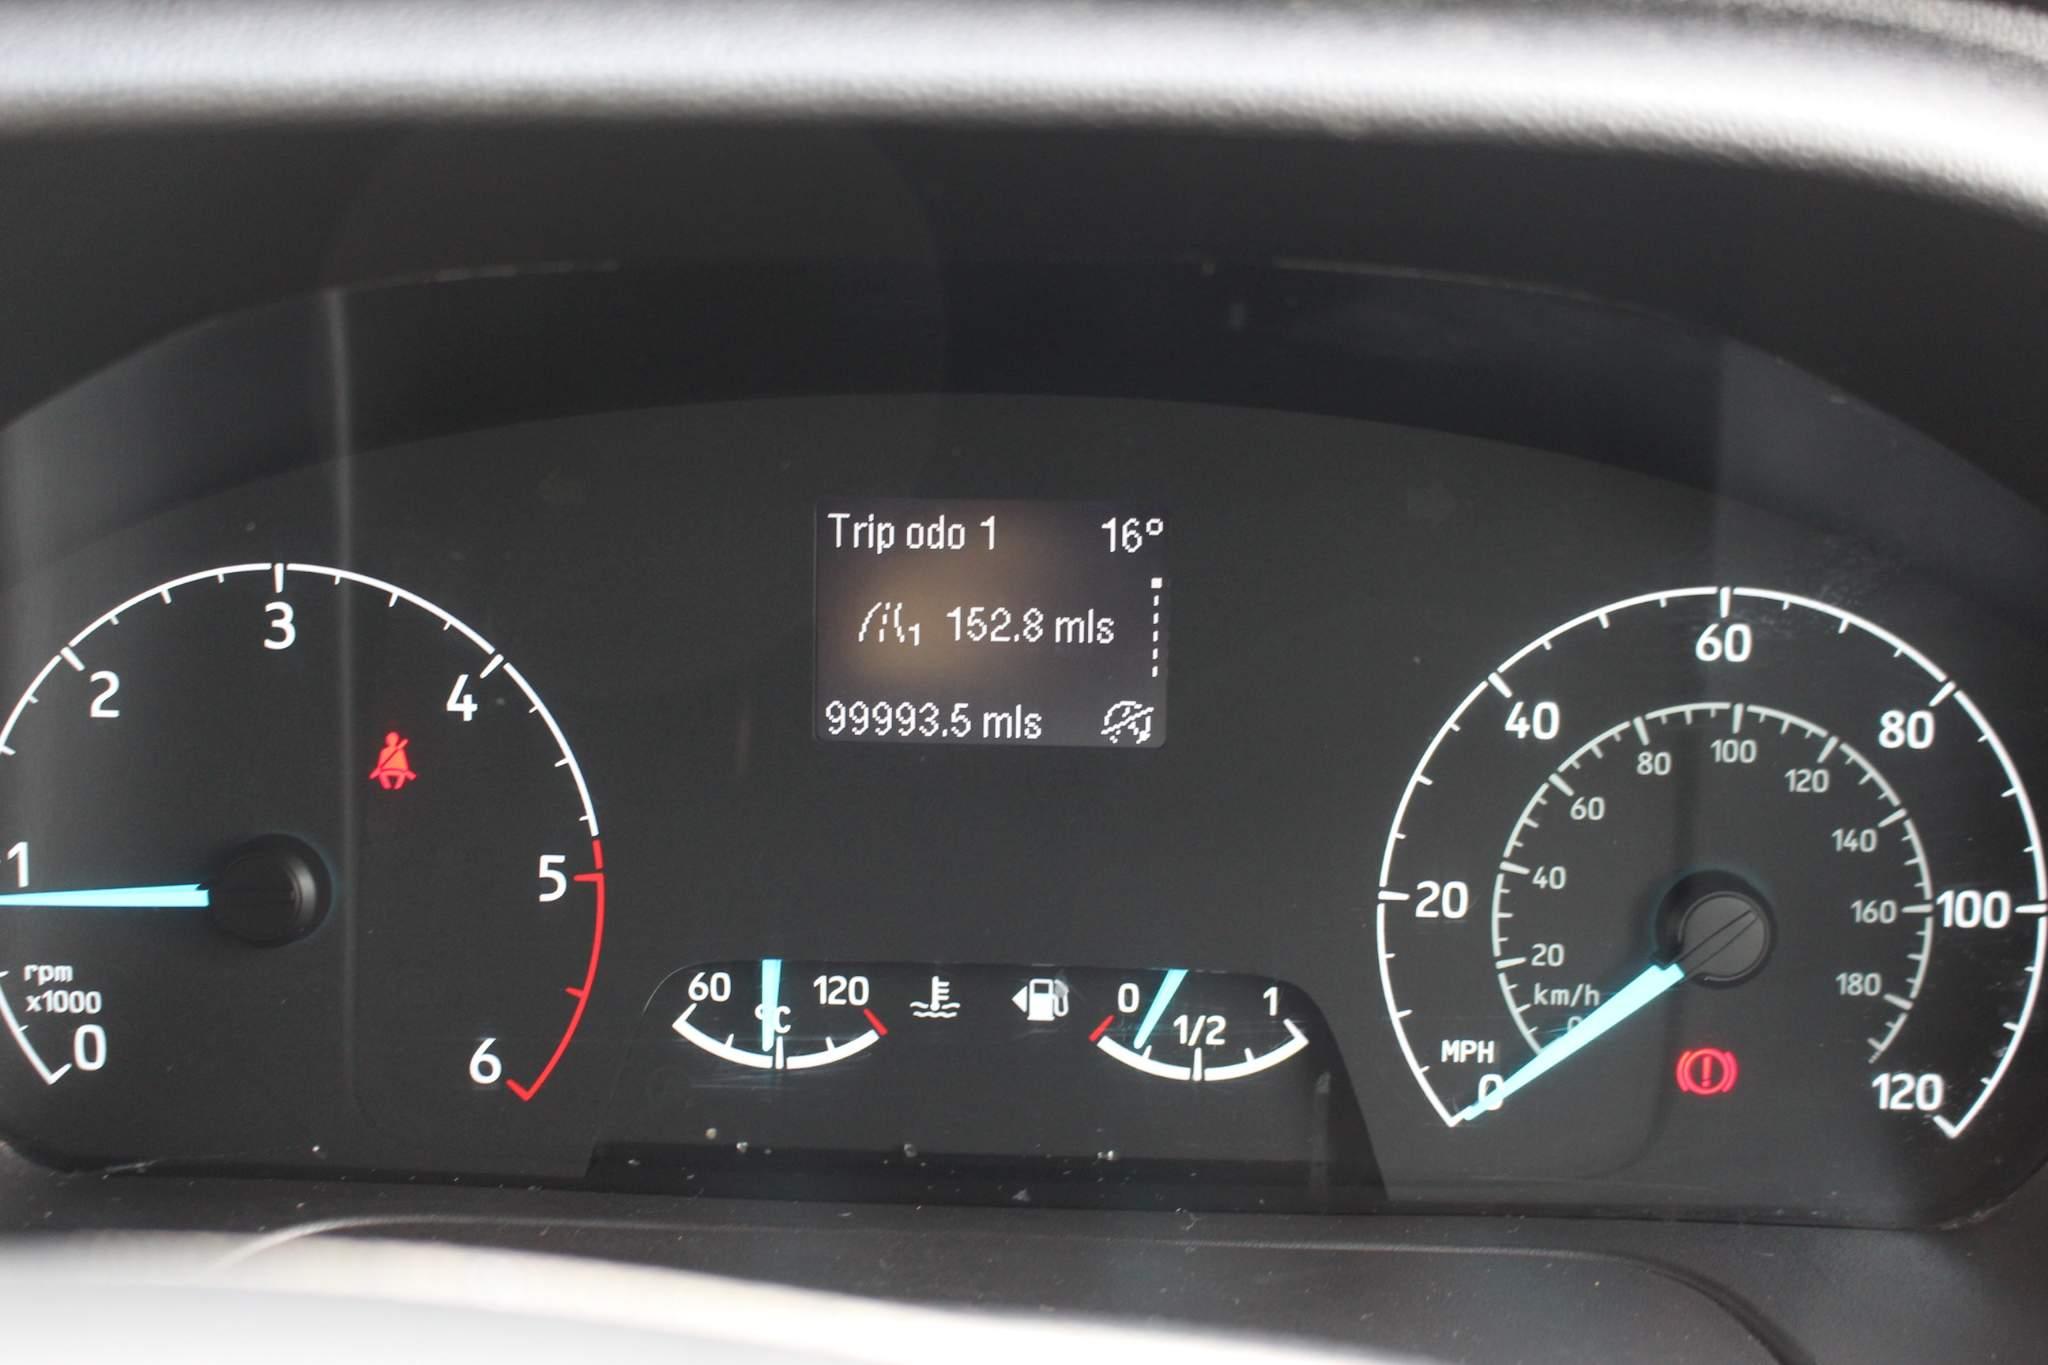 Trip odo 1 16°
1 152.8 mls
99993.5 mls
0 1 2 3 4 5 6
rpm
x1000
60 120
°C
0 1/2 1
0 20 40 60 80 100 120
MPH
0 20 40 60 80 100 120 140 160 180
km/h